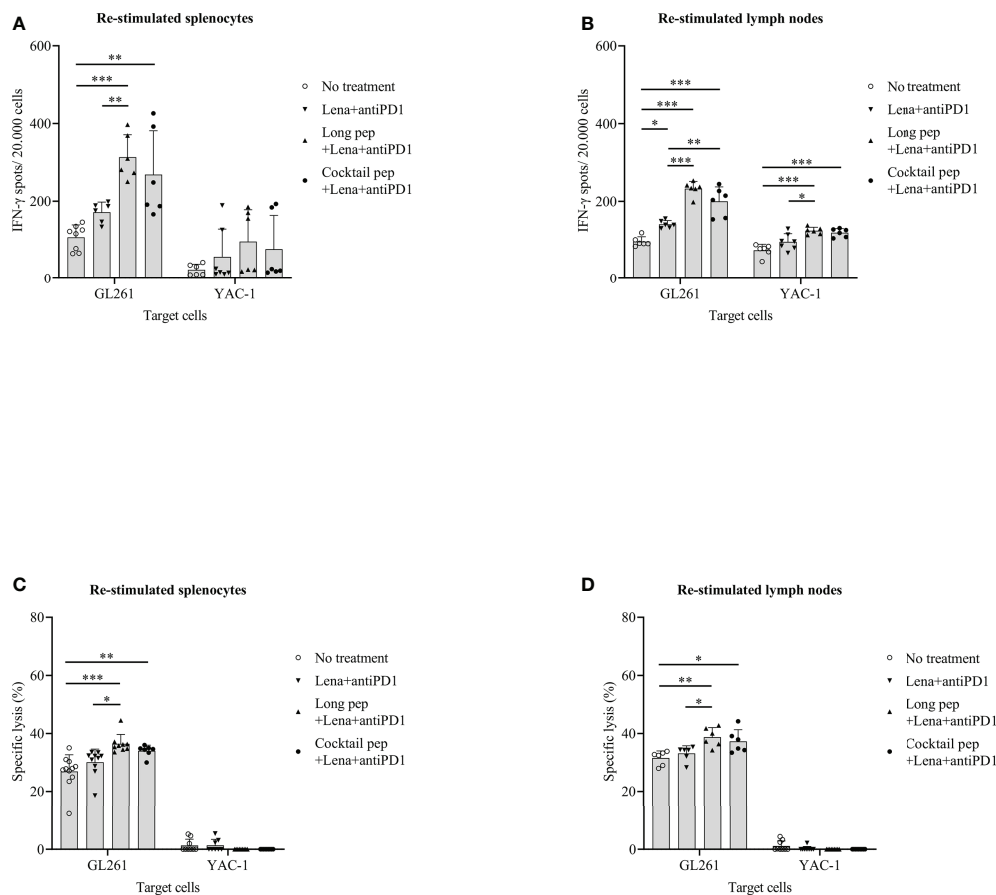 A
Re-stimulated splenocytes
600
400
200
0
IFN-γ spots/ 20.000 cells
**
***
**
GL261
YAC-1
Target cells
No treatment
Lena+antiPD1
Long pep
+Lena+antiPD1
Cocktail pep
+Lena+antiPD1
B
Re-stimulated lymph nodes
600
400
200
0
IFN-γ spots/ 20.000 cells
***
***
*
**
***
***
***
*
GL261
YAC-1
Target cells
No treatment
Lena+antiPD1
Long pep
+Lena+antiPD1
Cocktail pep
+Lena+antiPD1
C
Re-stimulated splenocytes
80
60
40
20
0
Specific lysis (%)
**
***
*
GL261
YAC-1
Target cells
No treatment
Lena+antiPD1
Long pep
+Lena+antiPD1
Cocktail pep
+Lena+antiPD1
D
Re-stimulated lymph nodes
80
60
40
20
0
Specific lysis (%)
*
**
*
GL261
YAC-1
Target cells
No treatment
Lena+antiPD1
Long pep
+Lena+antiPD1
Cocktail pep
+Lena+antiPD1